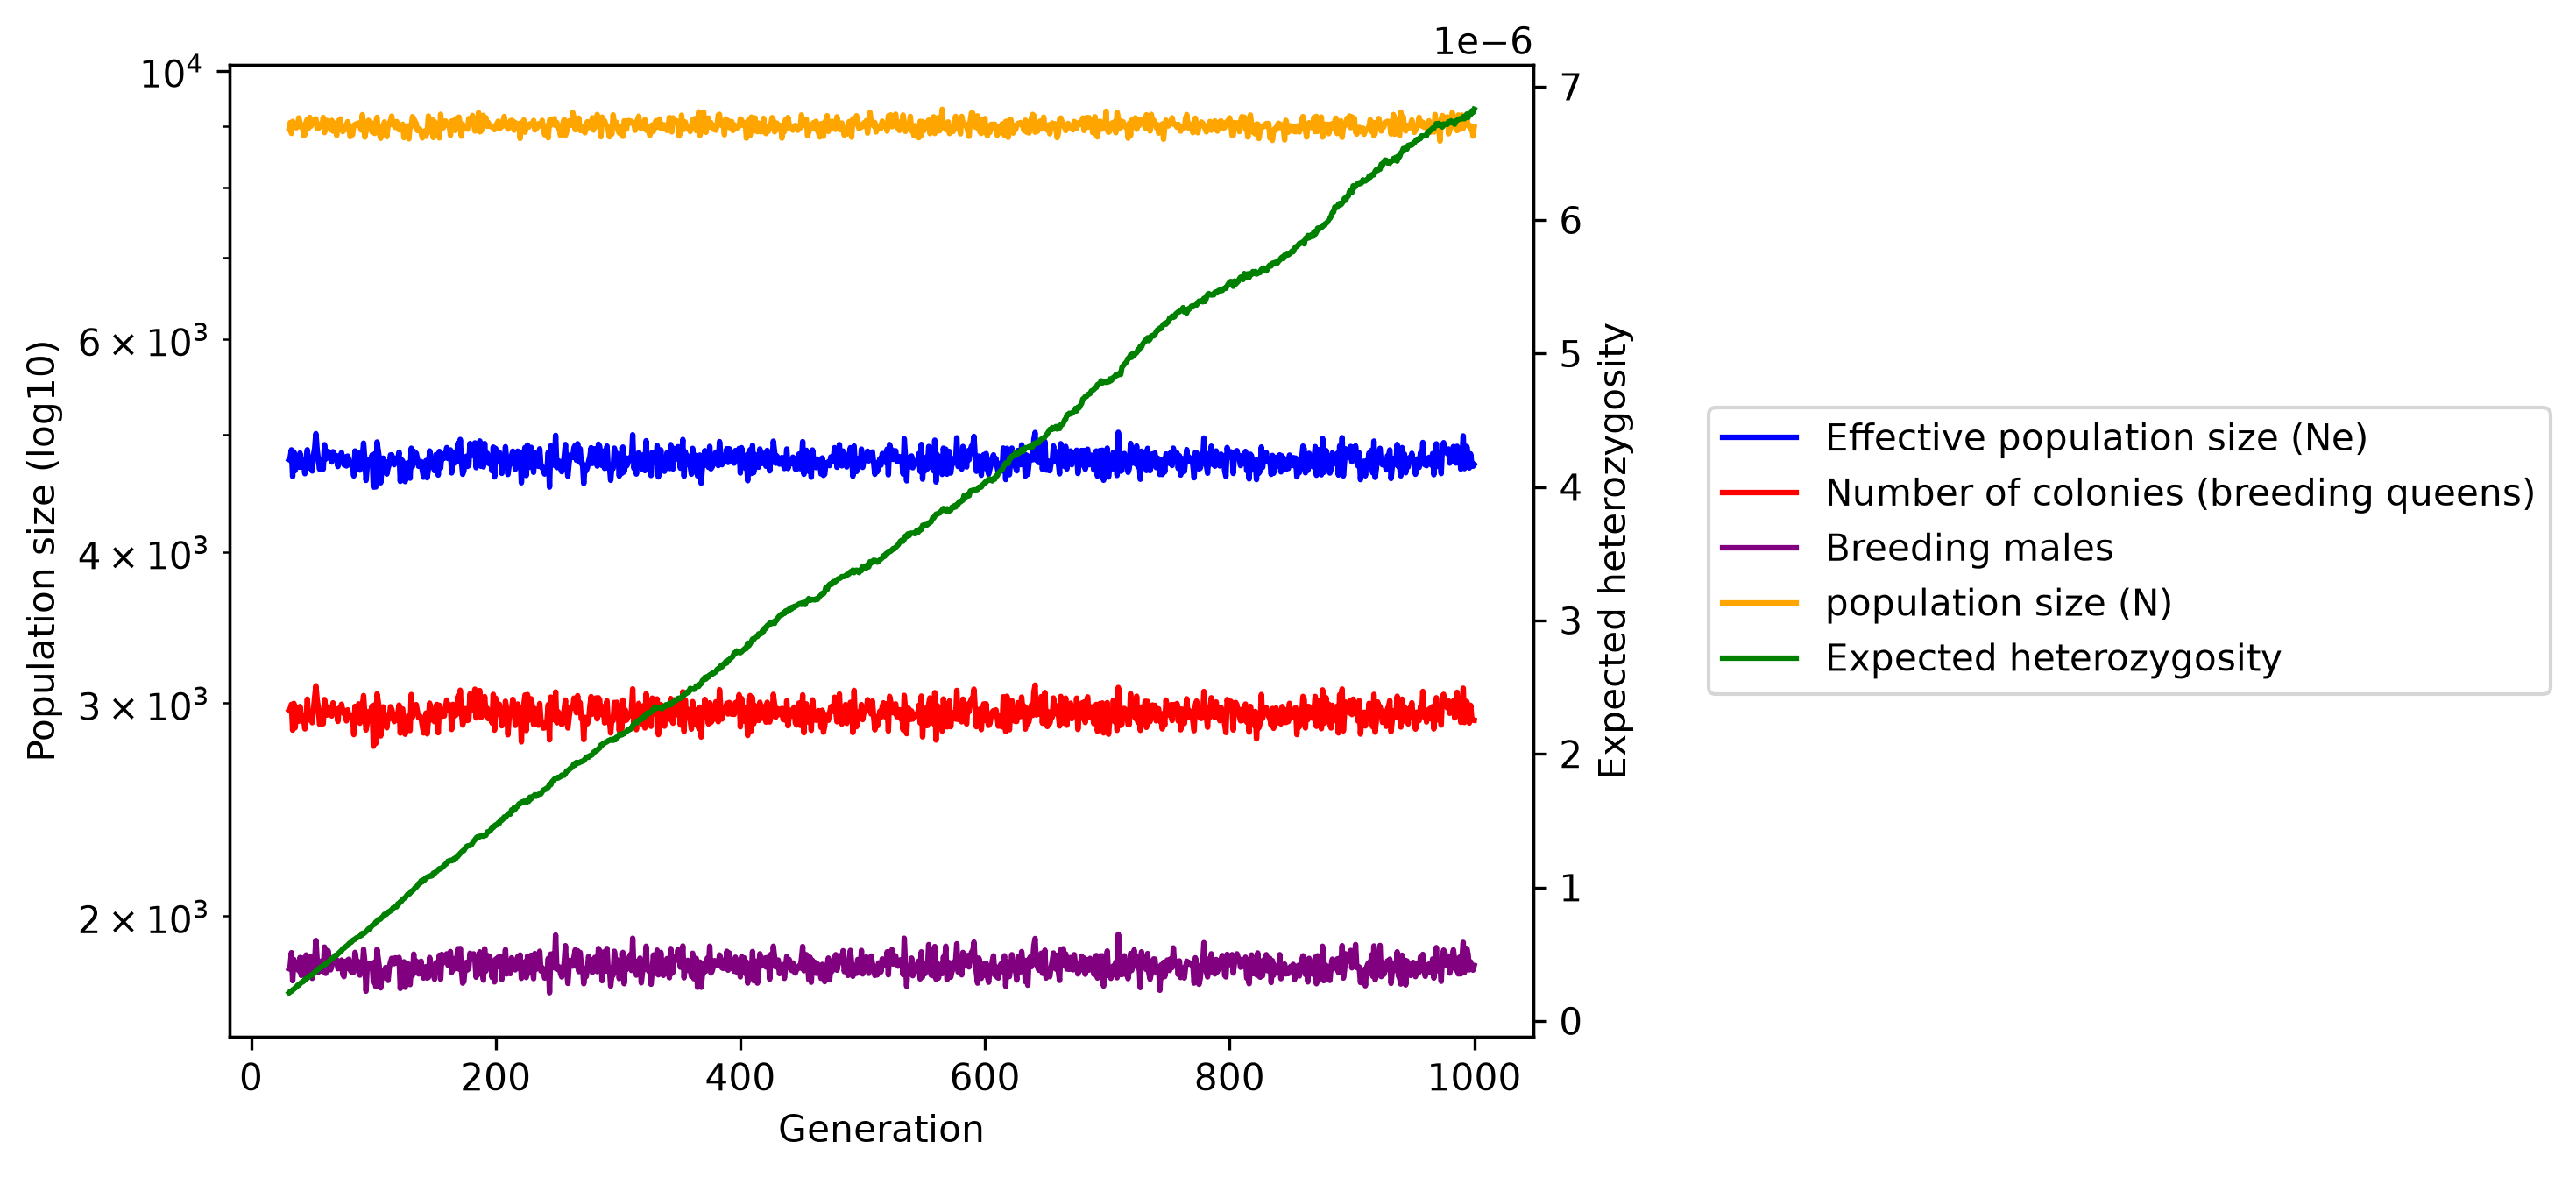 1e−6
10⁴
6 × 10³
4 × 10³
3 × 10³
2 × 10³
Population size (log10)
7
6
5
4
3
2
1
0
Expected heterozygosity
0 200 400 600 800 1000
Generation
Effective population size (Ne)
Number of colonies (breeding queens)
Breeding males
population size (N)
Expected heterozygosity